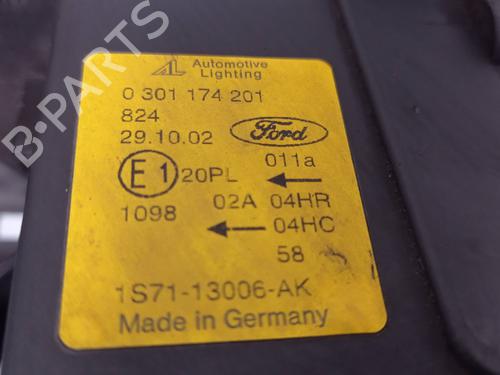 AL Automotive Lighting
0 301 174 201
824
29.10.02 Ford
E1 20PL 011a
1098 02A 04HR
04HC
58
1S71-13006-AK
Made in Germany
B-PARTS